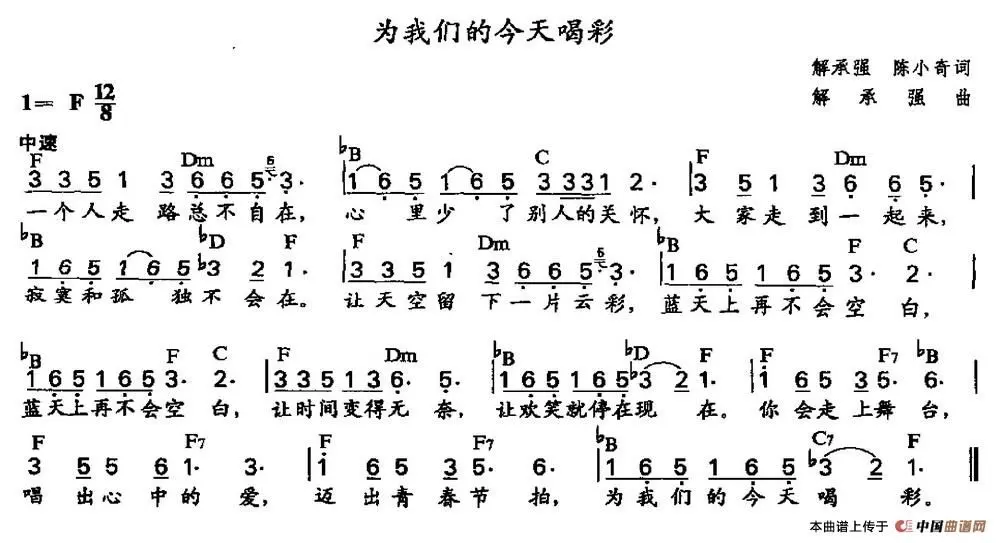 为我们的今天喝彩
解承强 陈小奇词
1= F 12/8
解承强曲
中速
F Dm ♭B C F Dm
3 3 5 1 3 6 6 5 3· 1 6 5 1 6 5 3 3 3 1 2· 3 5 1 3 6 6 5·
一个人走路总不自在，心里少了别人的关怀，大家走到一起来，
♭B ♭D F F Dm ♭B F C
1 6 5 1 6 5 ♭3 2 1· 3 3 5 1 3 6 6 5 3· 1 6 5 1 6 5 3· 2·
寂寞和孤独不会在。让天空留下一片云彩，蓝天上再不会空白，
♭B F C F Dm ♭B ♭D F F F7 ♭B
1 6 5 1 6 5 3· 2· 3 3 5 1 3 6· 5· 1 6 5 1 6 5 ♭3 2 1· 1· 6 5 3 5· 6·
蓝天上再不会空白，让时间变得无奈，让欢笑就停在现在。你会走上舞台，
F F7 F F7 ♭B C7 F
3 5 5 6 1· 3· 1 6 5 3 5· 6· 1 6 5 1 6 5 ♭3 2 1·
唱出心中的爱，迈出青春节拍，为我们的今天喝彩。
本曲谱上传于 中国曲谱网